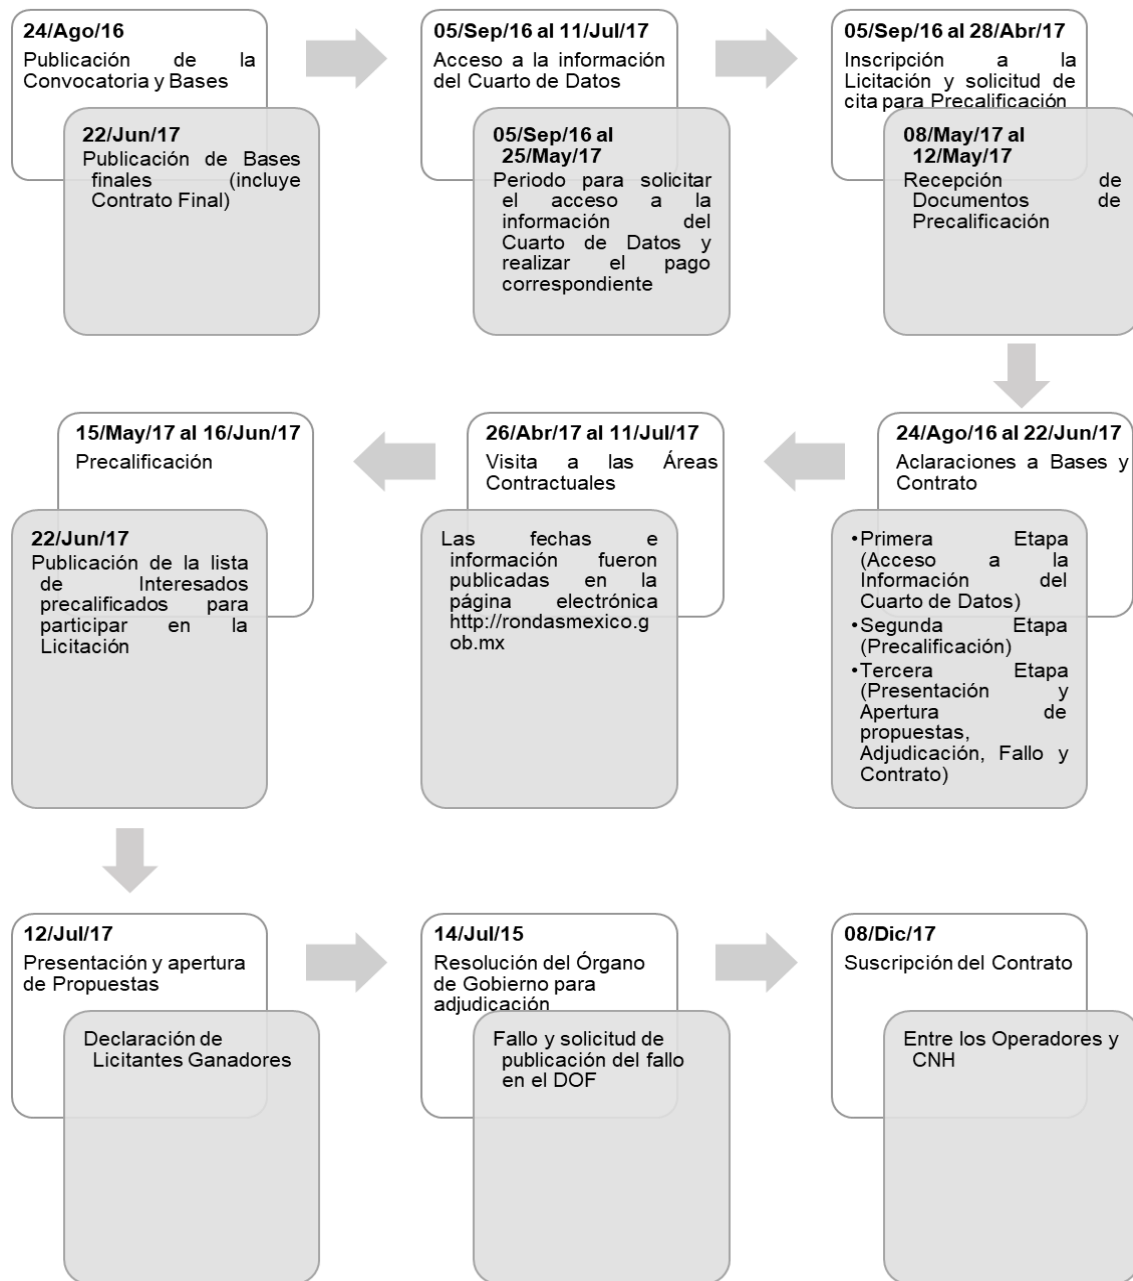 24/Ago/16
Publicación de la
Convocatoria y Bases
22/Jun/17
Publicación de Bases
finales (incluye
Contrato Final)
05/Sep/16 al 11/Jul/17
Acceso a la información
del Cuarto de Datos
05/Sep/16 al
25/May/17
Periodo para solicitar
el acceso a la
información del
Cuarto de Datos y
realizar el pago
correspondiente
05/Sep/16 al 28/Abr/17
Inscripción a la
Licitación y solicitud de
cita para Precalificación
08/May/17 al
12/May/17
Recepción de
Documentos de
Precalificación
24/Ago/16 al 22/Jun/17
Aclaraciones a Bases y
Contrato
•Primera Etapa
(Acceso a la
Información del
Cuarto de Datos)
•Segunda Etapa
(Precalificación)
•Tercera Etapa
(Presentación y
Apertura de
propuestas,
Adjudicación, Fallo y
Contrato)
26/Abr/17 al 11/Jul/17
Visita a las Áreas
Contractuales
Las fechas e
información fueron
publicadas en la
página electrónica
http://rondasmexico.g
ob.mx
15/May/17 al 16/Jun/17
Precalificación
22/Jun/17
Publicación de la lista
de Interesados
precalificados para
participar en la
Licitación
12/Jul/17
Presentación y apertura
de Propuestas
Declaración de
Licitantes Ganadores
14/Jul/15
Resolución del Órgano
de Gobierno para
adjudicación
Fallo y solicitud de
publicación del fallo
en el DOF
08/Dic/17
Suscripción del Contrato
Entre los Operadores y
CNH